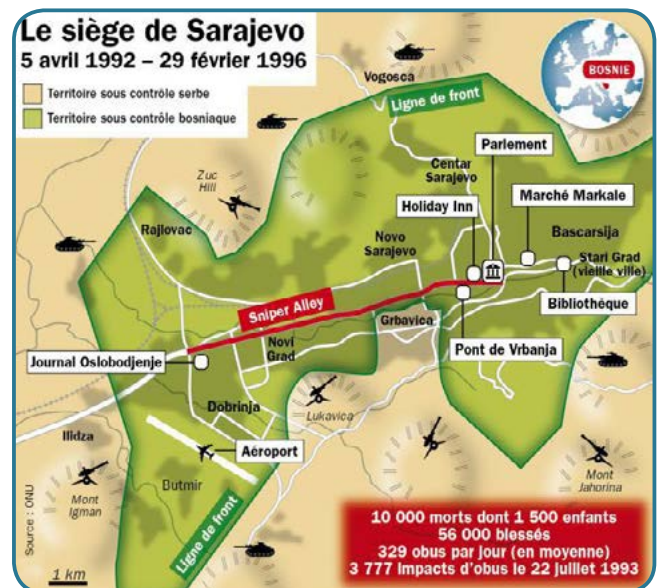 Le siège de Sarajevo
5 avril 1992 – 29 février 1996
Territoire sous contrôle serbe
Territoire sous contrôle bosniaque
BOSNIE
Vogosca
Ligne de front
Parlement
Centar
Sarajevo
Zuc
Hill
Holiday Inn
Marché Markale
Rajlovac
Novo
Sarajevo
Bascarsija
Stari Grad
(vieille ville)
Sniper Alley
Bibliothèque
Grbavica
Journal Oslobodjenje
Novi
Grad
Pont de Vrbanja
Dobrinja
Lukavica
Ilidza
Aéroport
Butmir
Mont
Igman
Mont
Jahorina
Ligne de front
Source : ONU
1 km
10 000 morts dont 1 500 enfants
56 000 blessés
329 obus par jour (en moyenne)
3 777 impacts d'obus le 22 juillet 1993